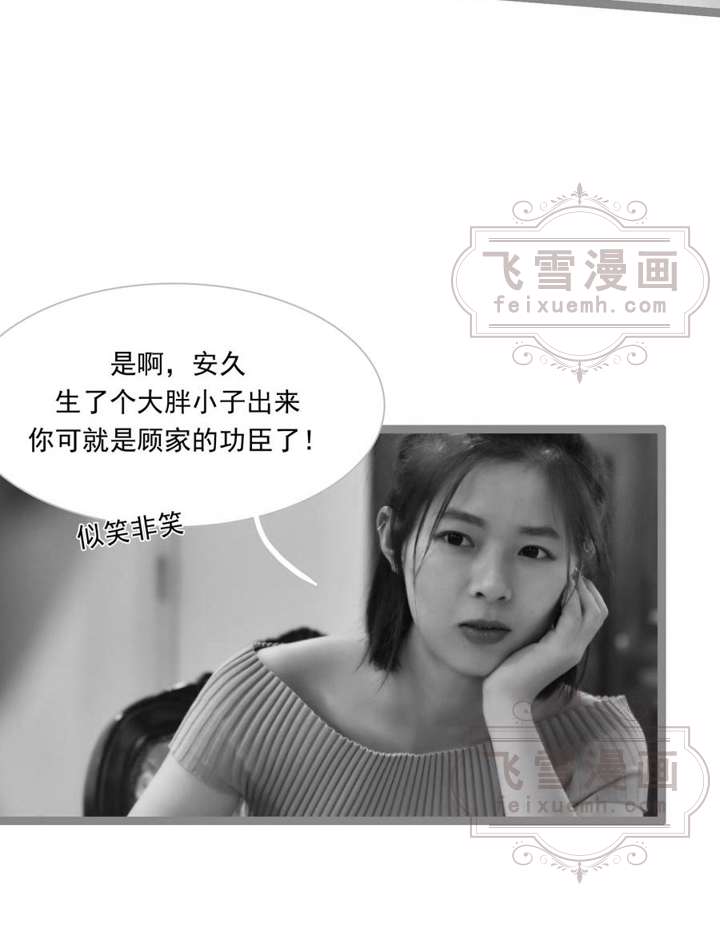 飞雪漫画
feixuemh.com
是啊，安久
生了个大胖小子出来
你可就是顾家的功臣了！
似笑非笑
飞雪漫画
feixuemh.com